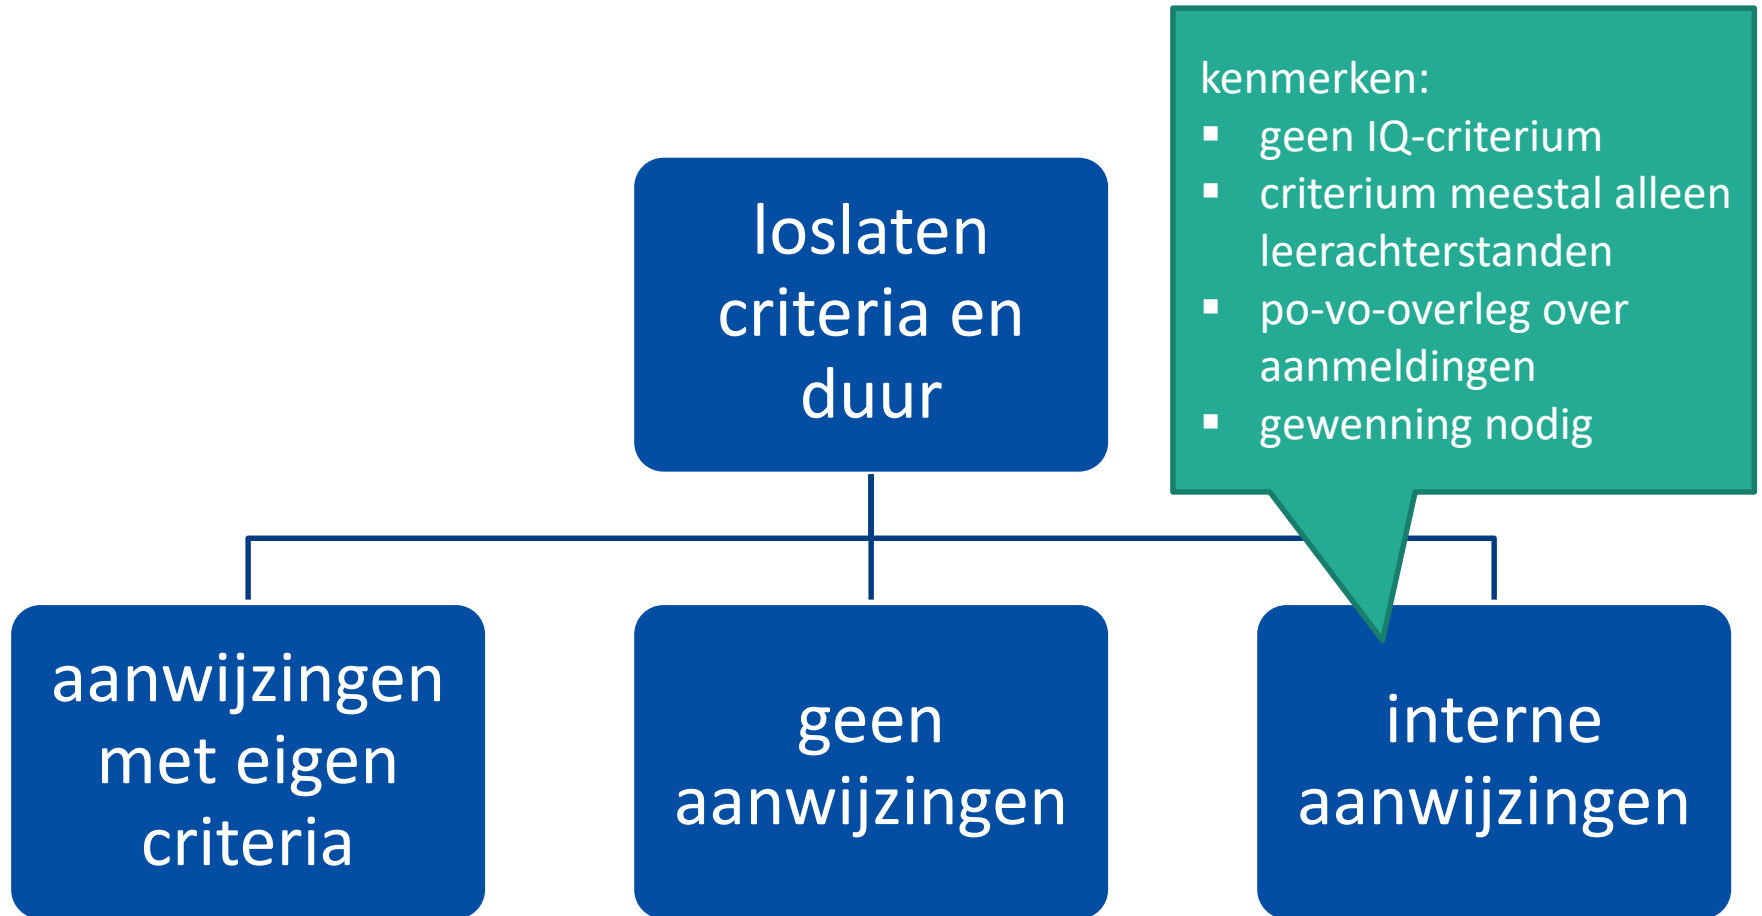 kenmerken:
▪ geen IQ-criterium
▪ criterium meestal alleen
leerachterstanden
▪ po-vo-overleg over
aanmeldingen
▪ gewenning nodig
loslaten
criteria en
duur
aanwijzingen
met eigen
criteria
geen
aanwijzingen
interne
aanwijzingen